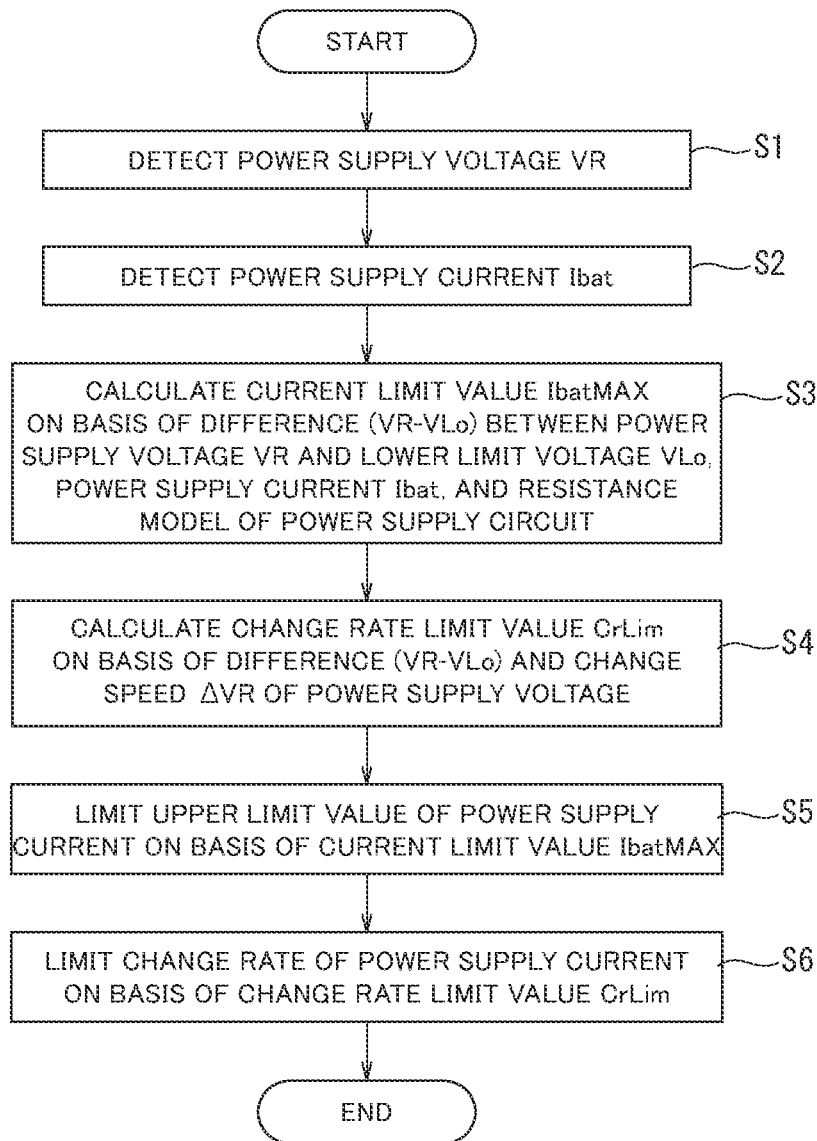 START
DETECT POWER SUPPLY VOLTAGE VR
S1
DETECT POWER SUPPLY CURRENT Ibat
S2
CALCULATE CURRENT LIMIT VALUE IbatMAX
ON BASIS OF DIFFERENCE (VR-VLo) BETWEEN POWER
SUPPLY VOLTAGE VR AND LOWER LIMIT VOLTAGE VLo,
POWER SUPPLY CURRENT Ibat, AND RESISTANCE
MODEL OF POWER SUPPLY CIRCUIT
S3
CALCULATE CHANGE RATE LIMIT VALUE CrLim
ON BASIS OF DIFFERENCE (VR-VLo) AND CHANGE
SPEED ΔVR OF POWER SUPPLY VOLTAGE
S4
LIMIT UPPER LIMIT VALUE OF POWER SUPPLY
CURRENT ON BASIS OF CURRENT LIMIT VALUE IbatMAX
S5
LIMIT CHANGE RATE OF POWER SUPPLY CURRENT
ON BASIS OF CHANGE RATE LIMIT VALUE CrLim
S6
END